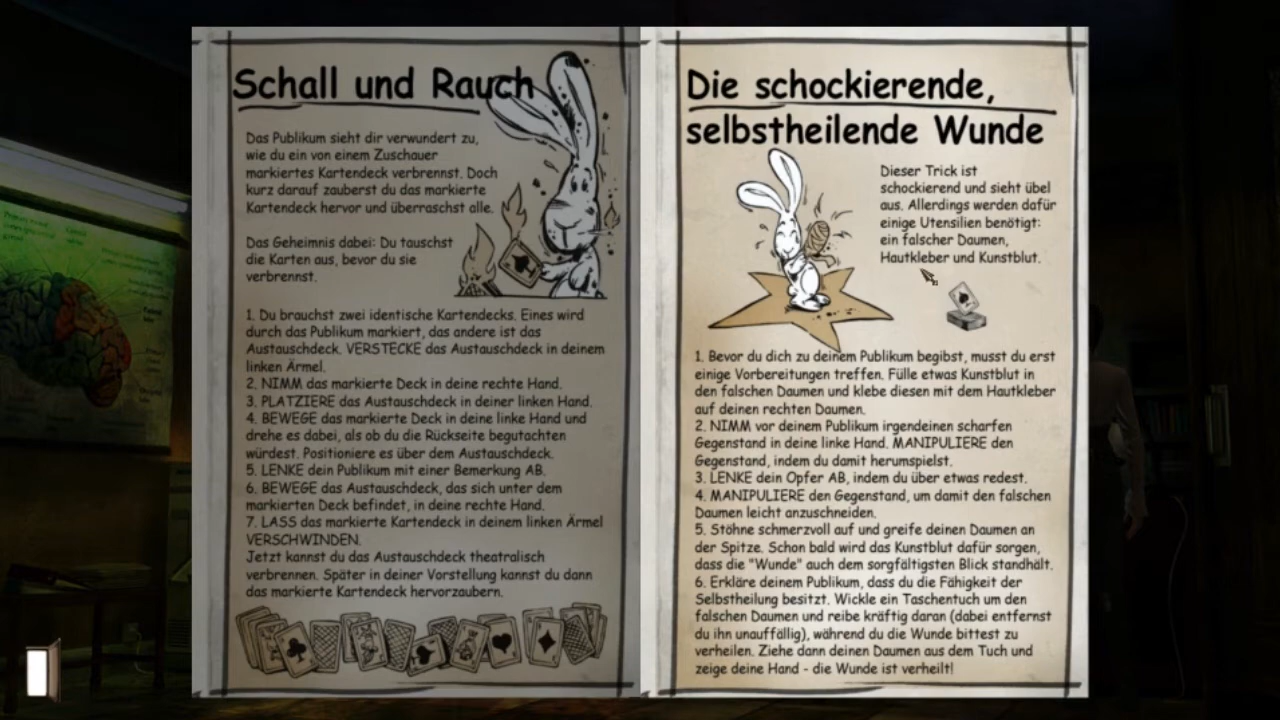 Schall und Rauch
Das Publikum sieht dir verwundert zu,
wie du ein von einem Zuschauer
markiertes Kartendeck verbrennst. Doch
kurz darauf zauberst du das markierte
Kartendeck hervor und überraschst alle.
Das Geheimnis dabei: Du tauschst
die Karten aus, bevor du sie
verbrennst.
1. Du brauchst zwei identische Kartendecks. Eines wird
durch das Publikum markiert, das andere ist das
Austauschdeck. VERSTECKE das Austauschdeck in deinem
linken Ärmel.
2. NIMM das markierte Deck in deine rechte Hand.
3. PLATZIERE das Austauschdeck in deiner linken Hand.
4. BEWEGE das markierte Deck in deine linke Hand und
drehe es dabei, als ob du die Rückseite begutachten
würdest. Positioniere es über dem Austauschdeck.
5. LENKE dein Publikum mit einer Bemerkung AB.
6. BEWEGE das Austauschdeck, das sich unter dem
markierten Deck befindet, in deine rechte Hand.
7. LASS das markierte Kartendeck in deinem linken Ärmel
VERSCHWINDEN.
Jetzt kannst du das Austauschdeck theatralisch
verbrennen. Später in deiner Vorstellung kannst du dann
das markierte Kartendeck hervorzaubern.
Die schockierende,
selbstheilende Wunde
Dieser Trick ist
schockierend und sieht übel
aus. Allerdings werden dafür
einige Utensilien benötigt:
ein falscher Daumen,
Hautkleber und Kunstblut.
1. Bevor du dich zu deinem Publikum begibst, musst du erst
einige Vorbereitungen treffen. Fülle etwas Kunstblut in
den falschen Daumen und klebe diesen mit dem Hautkleber
auf deinen rechten Daumen.
2. NIMM vor deinem Publikum irgendeinen scharfen
Gegenstand in deine linke Hand. MANIPULIERE den
Gegenstand, indem du damit herumspielst.
3. LENKE dein Opfer AB, indem du über etwas redest.
4. MANIPULIERE den Gegenstand, um damit den falschen
Daumen leicht anzuschneiden.
5. Stöhne schmerzvoll auf und greife deinen Daumen an
der Spitze. Schon bald wird das Kunstblut dafür sorgen,
dass die "Wunde" auch dem sorgfältigsten Blick standhält.
6. Erkläre deinem Publikum, dass du die Fähigkeit der
Selbstheilung besitzt. Wickle ein Taschentuch um den
falschen Daumen und reibe kräftig daran (dabei entfernst
du ihn unauffällig), während du die Wunde bittest zu
verheilen. Ziehe dann deinen Daumen aus dem Tuch und
zeige deine Hand - die Wunde ist verheilt!